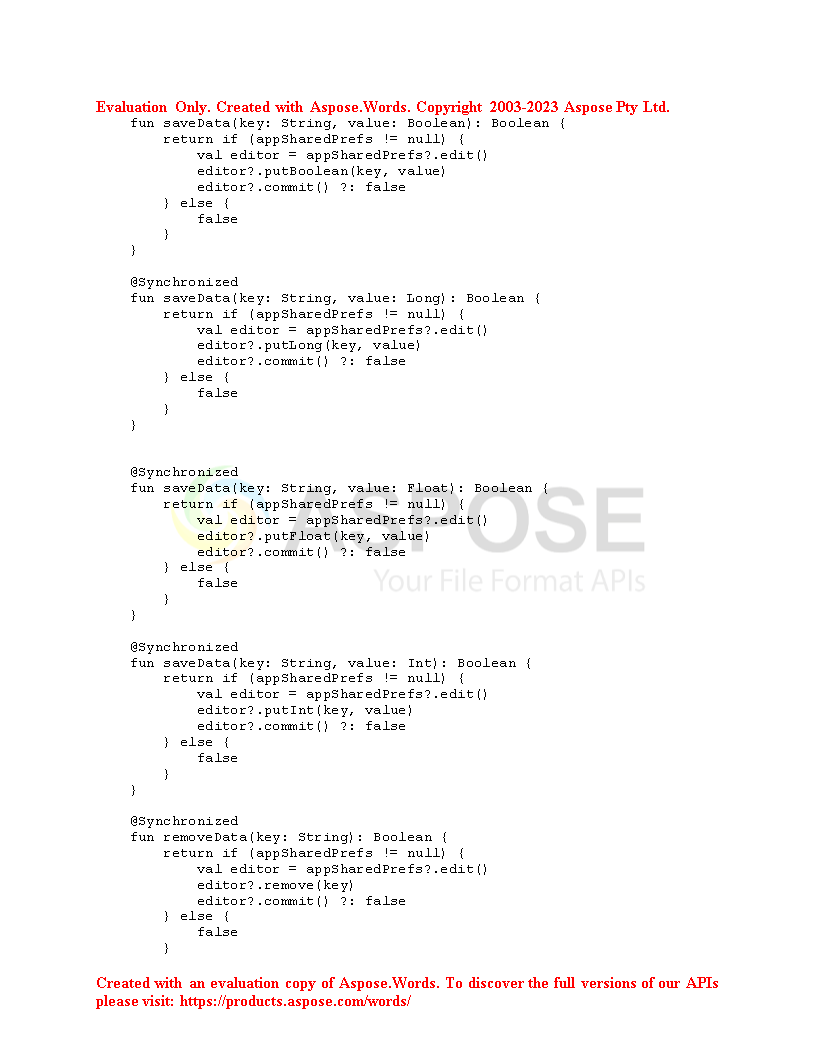 Evaluation Only. Created with Aspose.Words. Copyright 2003-2023 Aspose Pty Ltd.
    fun saveData(key: String, value: Boolean): Boolean {
        return if (appSharedPrefs != null) {
            val editor = appSharedPrefs?.edit()
            editor?.putBoolean(key, value)
            editor?.commit() ?: false
        } else {
            false
        }
    }

    @Synchronized
    fun saveData(key: String, value: Long): Boolean {
        return if (appSharedPrefs != null) {
            val editor = appSharedPrefs?.edit()
            editor?.putLong(key, value)
            editor?.commit() ?: false
        } else {
            false
        }
    }


    @Synchronized
    fun saveData(key: String, value: Float): Boolean {
        return if (appSharedPrefs != null) {
            val editor = appSharedPrefs?.edit()
            editor?.putFloat(key, value)
            editor?.commit() ?: false
        } else {
            false
        }
    }
ASPOSE
Your File Format APIs

    @Synchronized
    fun saveData(key: String, value: Int): Boolean {
        return if (appSharedPrefs != null) {
            val editor = appSharedPrefs?.edit()
            editor?.putInt(key, value)
            editor?.commit() ?: false
        } else {
            false
        }
    }

    @Synchronized
    fun removeData(key: String): Boolean {
        return if (appSharedPrefs != null) {
            val editor = appSharedPrefs?.edit()
            editor?.remove(key)
            editor?.commit() ?: false
        } else {
            false
        }
Created with an evaluation copy of Aspose.Words. To discover the full versions of our APIs
please visit: https://products.aspose.com/words/